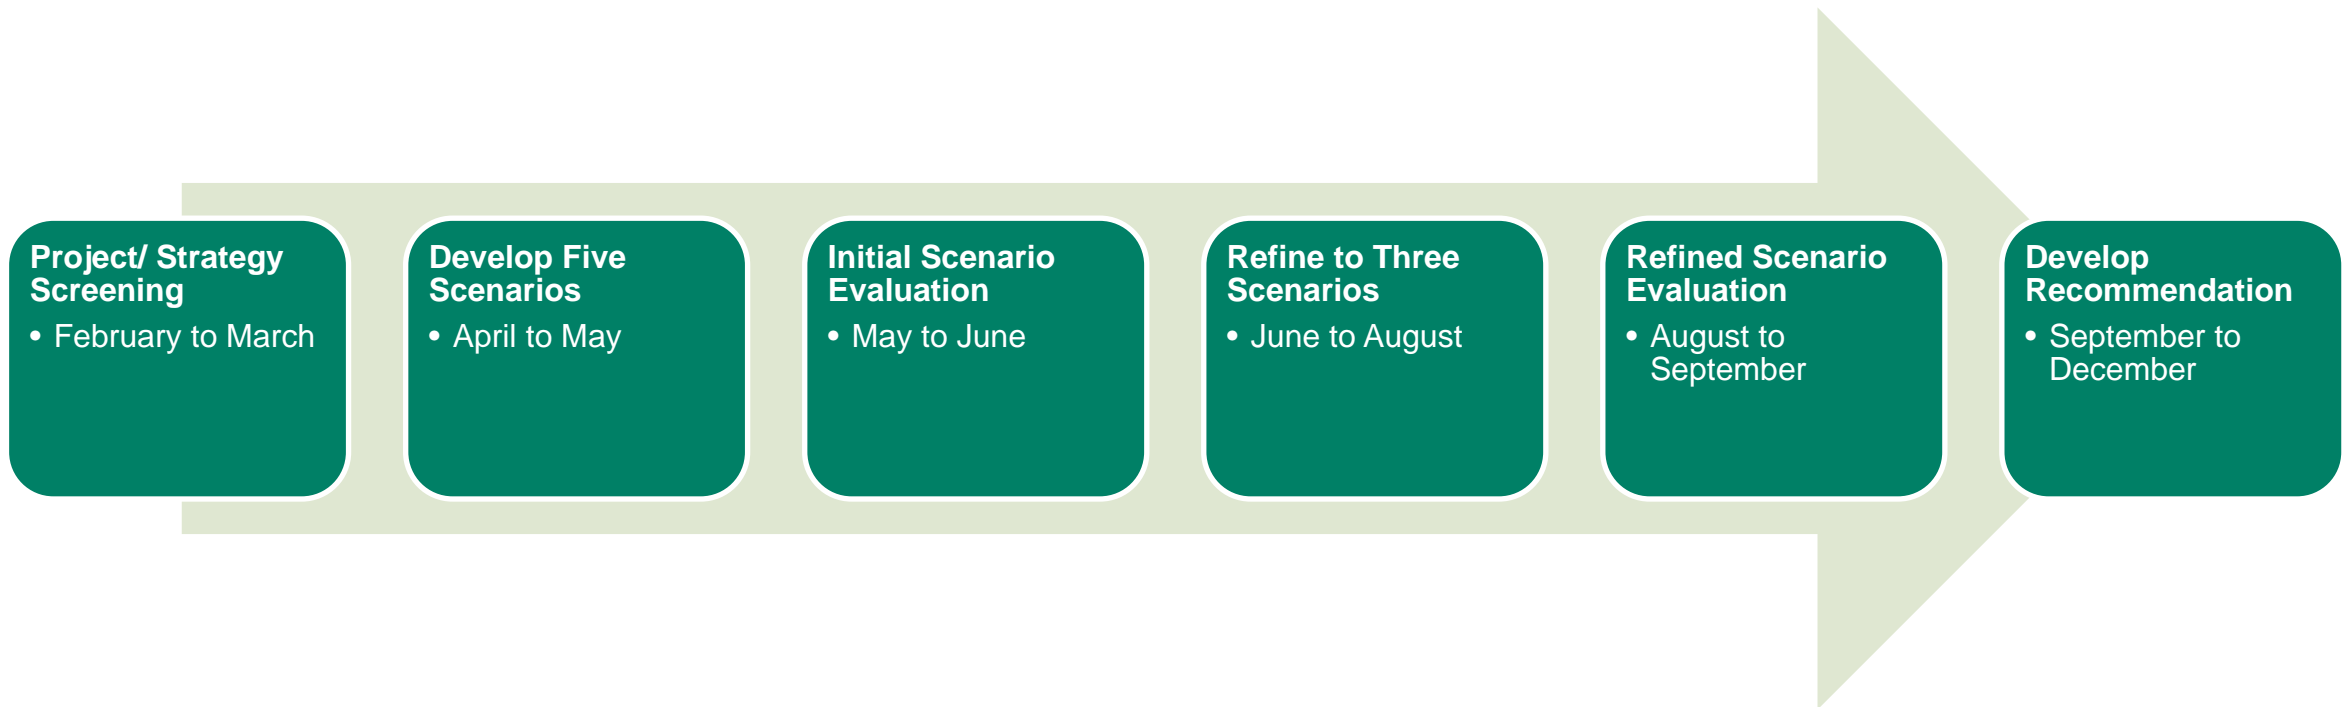 Project/ Strategy
Screening
• February to March
Develop Five
Scenarios
• April to May
Initial Scenario
Evaluation
• May to June
Refine to Three
Scenarios
• June to August
Refined Scenario
Evaluation
• August to
September
Develop
Recommendation
• September to
December